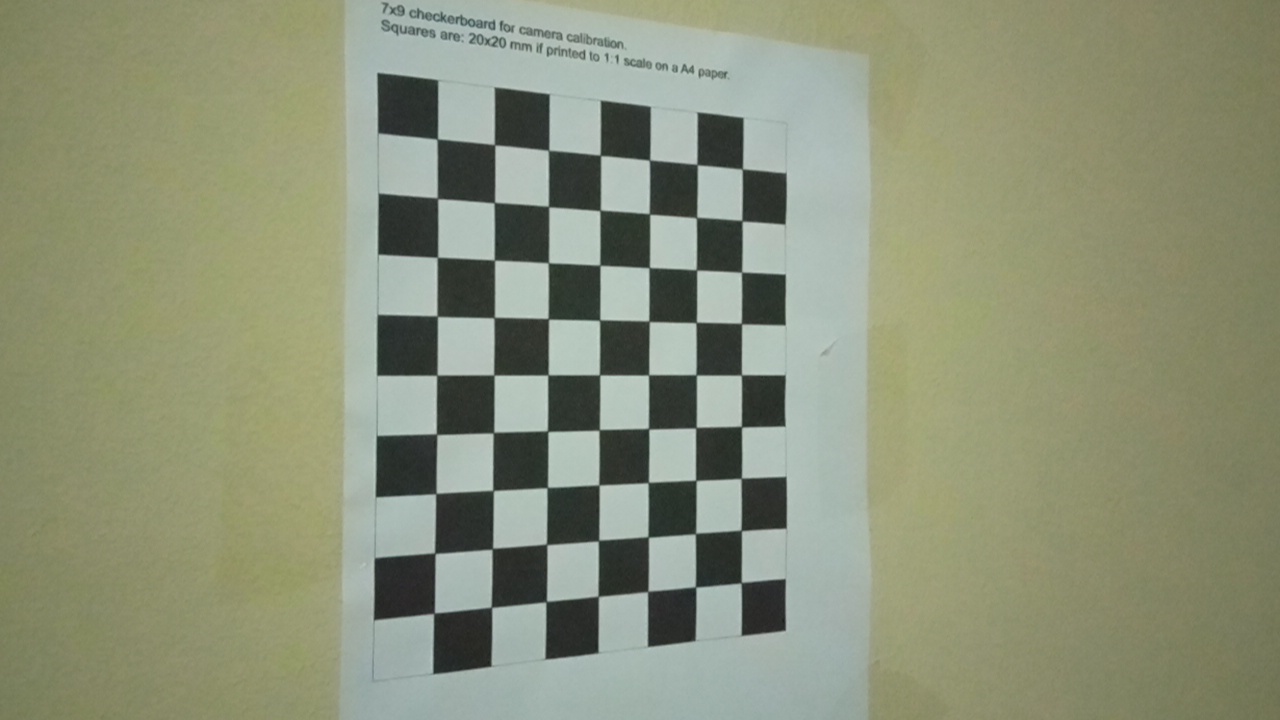 7x9 checkerboard for camera calibration.
Squares are: 20x20 mm if printed to 1:1 scale on a A4 paper.